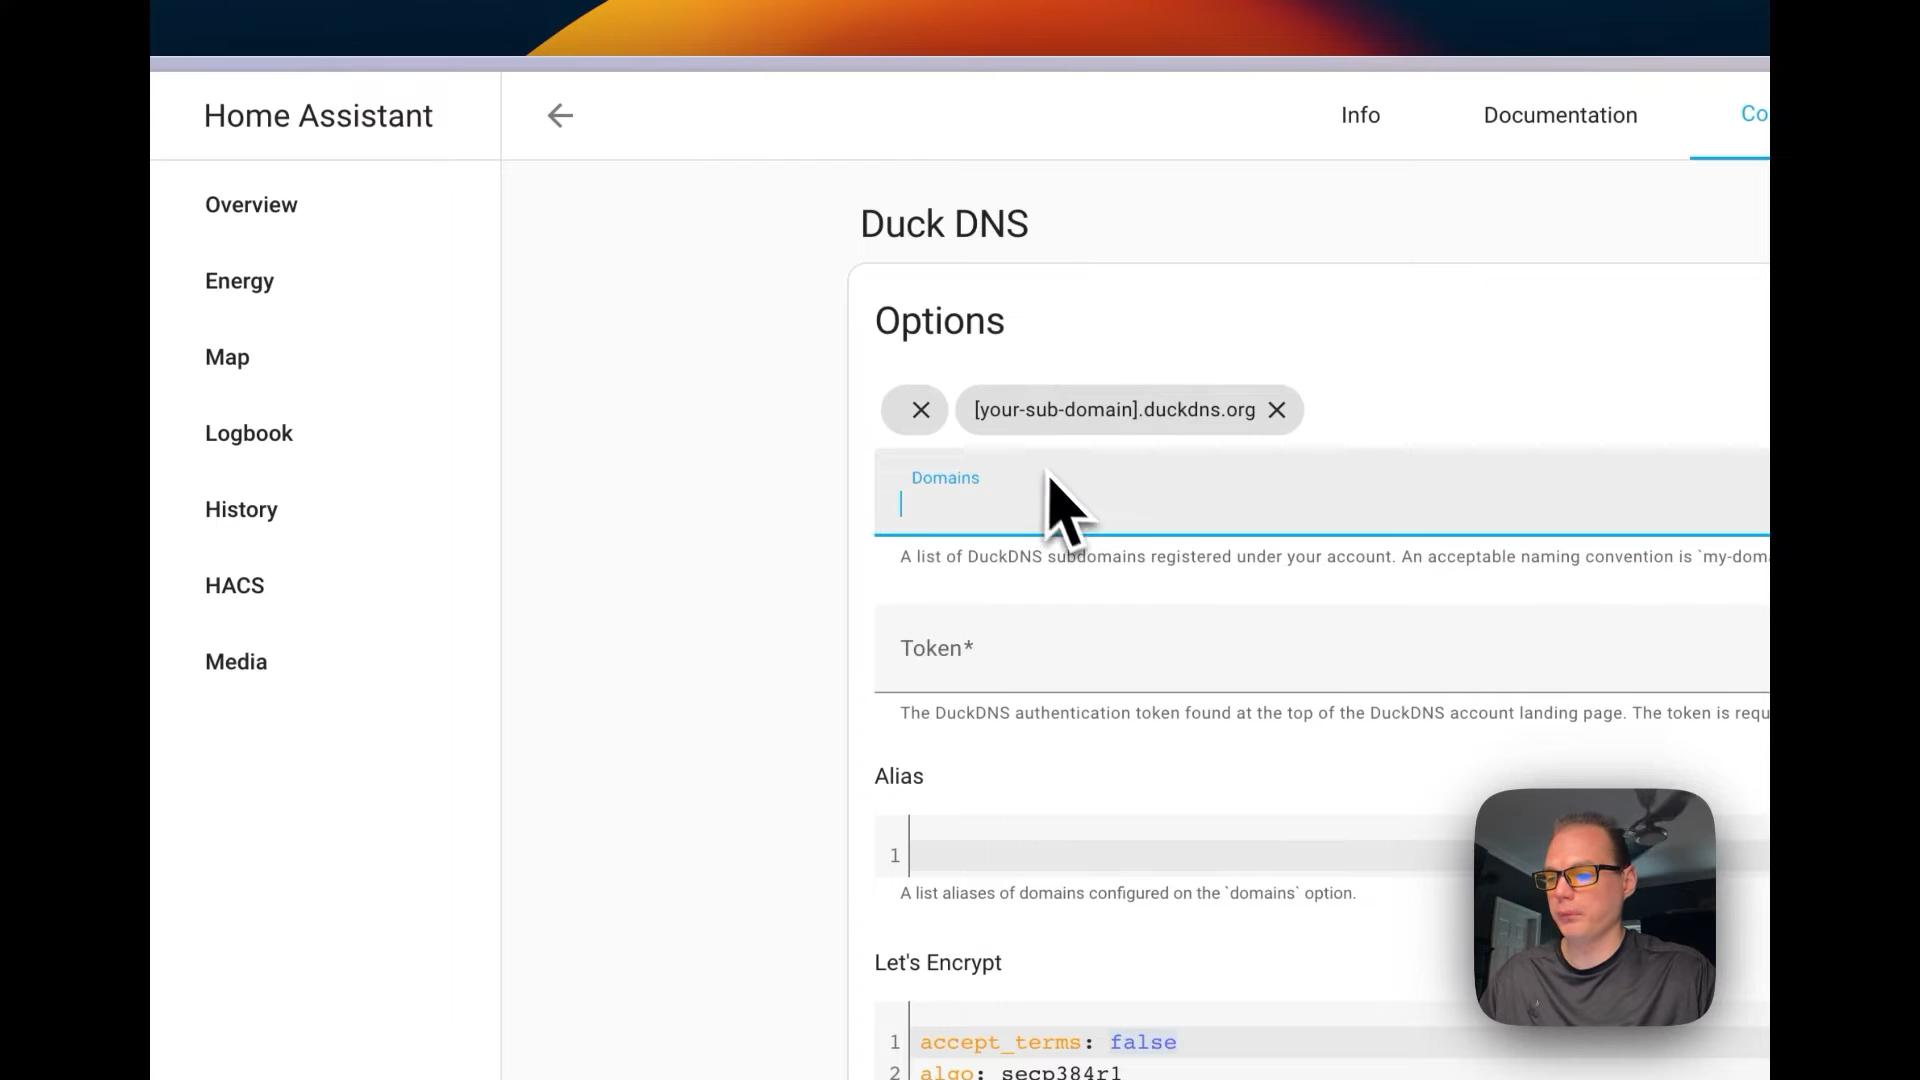 Home Assistant
Info
Documentation
Co
Overview
Energy
Map
Logbook
History
HACS
Media
Duck DNS
Options
[your-sub-domain].duckdns.org
Domains
A list of DuckDNS subdomains registered under your account. An acceptable naming convention is `my-dom
Token*
The DuckDNS authentication token found at the top of the DuckDNS account landing page. The token is requ
Alias
1
A list aliases of domains configured on the `domains` option.
Let's Encrypt
1 accept_terms: false
2 algo: secp384r1